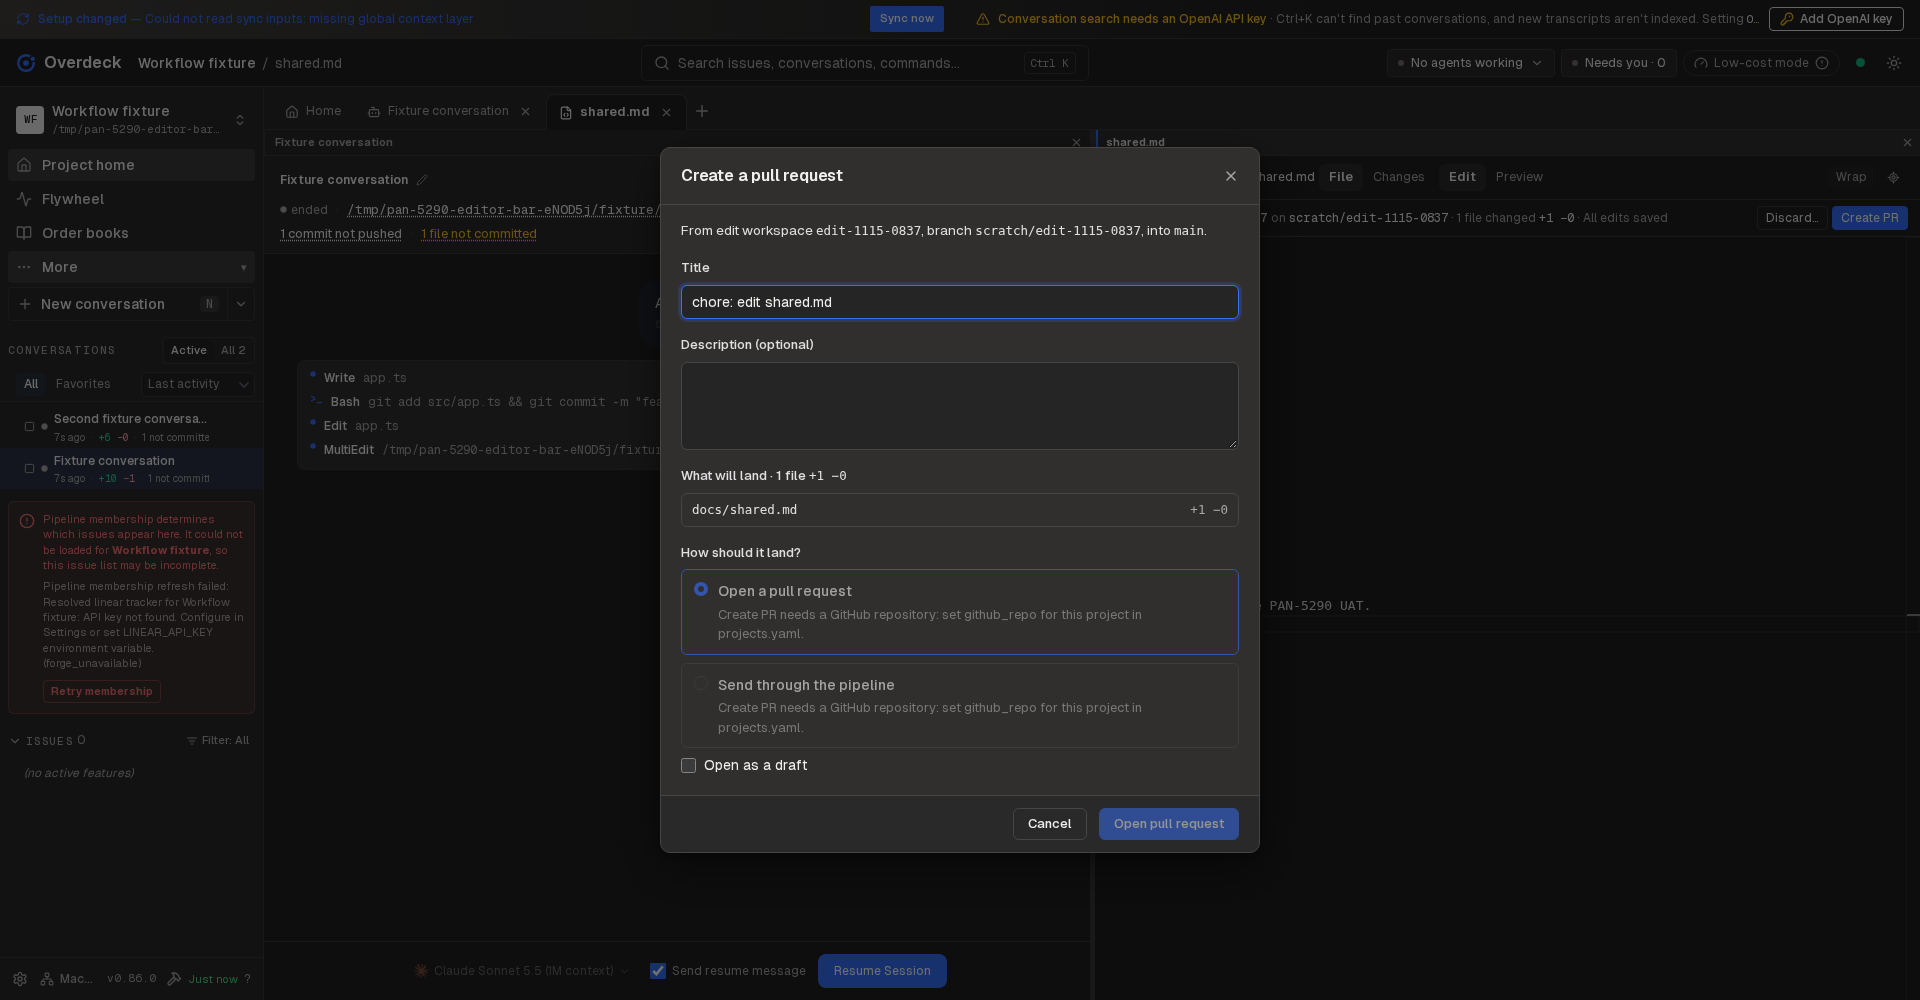 Setup changed — Could not read sync inputs: missing global context layer
Sync now
Conversation search needs an OpenAI API key · Ctrl+K can't find past conversations, and new transcripts aren't indexed. Setting o...
Add OpenAI key
Overdeck
Workflow fixture / shared.md
Search issues, conversations, commands...
Ctrl K
No agents working
Needs you · 0
Low-cost mode
WF
Workflow fixture
/tmp/pan-5290-editor-bar...
Project home
Flywheel
Order books
More
New conversation
N
CONVERSATIONS
Active
All 2
All
Favorites
Last activity
Second fixture conversa...
7s ago · +6 −0 · 1 not committe
Fixture conversation
7s ago · +10 −1 1 not committ
Pipeline membership determines
which issues appear here. It could not
be loaded for Workflow fixture, so
this issue list may be incomplete.
Pipeline membership refresh failed:
Resolved linear tracker for Workflow
fixture: API key not found. Configure in
Settings or set LINEAR_API_KEY
environment variable.
(forge_unavailable)
Retry membership
ISSUES 0
Filter: All
(no active features)
Mac...
v0.86.0
Just now
?
Home
Fixture conversation
shared.md
Fixture conversation
Fixture conversation
ended · /tmp/pan-5290-editor-bar-eNOD5j/fixture/
1 commit not pushed · 1 file not committed
Write app.ts
Bash git add src/app.ts && git commit -m "fea
Edit app.ts
MultiEdit /tmp/pan-5290-editor-bar-eNOD5j/fixtur
Claude Sonnet 5.5 (1M context)
Send resume message
Resume Session
shared.md
hared.md
File
Changes
Edit
Preview
Wrap
7 on scratch/edit-1115-0837 · 1 file changed +1 −0 · All edits saved
Discard...
Create PR
PAN-5290 UAT.
Create a pull request
From edit workspace edit-1115-0837, branch scratch/edit-1115-0837, into main.
Title
chore: edit shared.md
Description (optional)
What will land · 1 file +1 −0
docs/shared.md
+1 −0
How should it land?
Open a pull request
Create PR needs a GitHub repository: set github_repo for this project in
projects.yaml.
Send through the pipeline
Create PR needs a GitHub repository: set github_repo for this project in
projects.yaml.
Open as a draft
Cancel
Open pull request